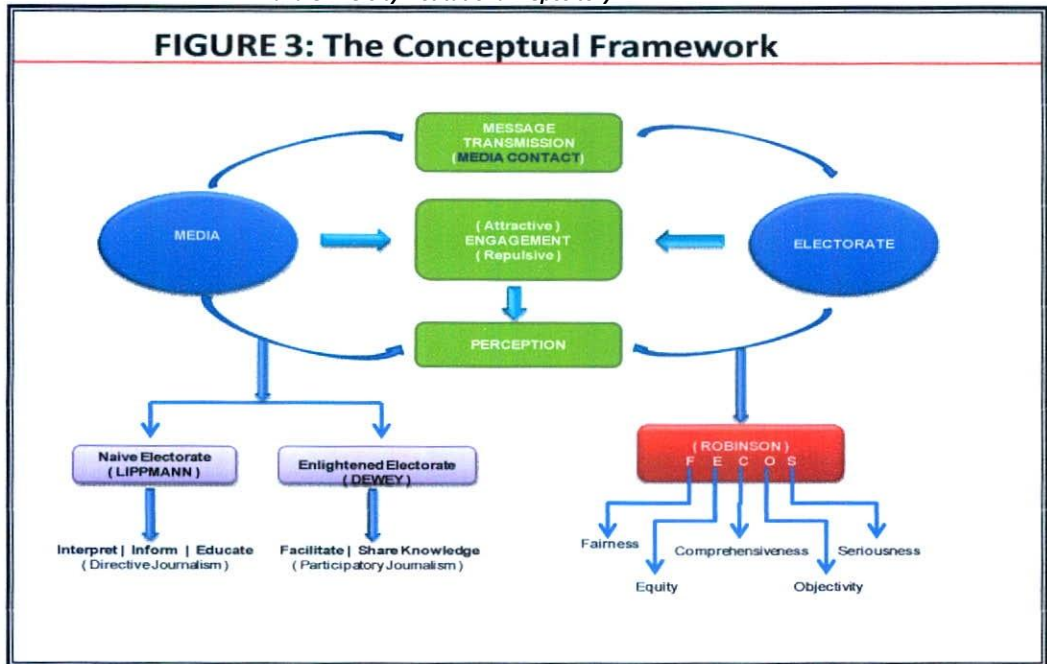 FIGURE 3: The Conceptual Framework
MESSAGE
TRANSMISSION
(MEDIA CONTACT)
MEDIA
( Attractive )
ENGAGEMENT
( Repulsive )
ELECTORATE
PERCEPTION
Naive Electorate
( LIPPMANN )
Enlightened Electorate
(DEWEY)
( ROBINSON )
F E C O S
Interpret | Inform | Educate
( Directive Journalism )
Facilitate | Share Knowledge
( Participatory Journalism )
Fairness
Comprehensiveness
Seriousness
Equity
Objectivity